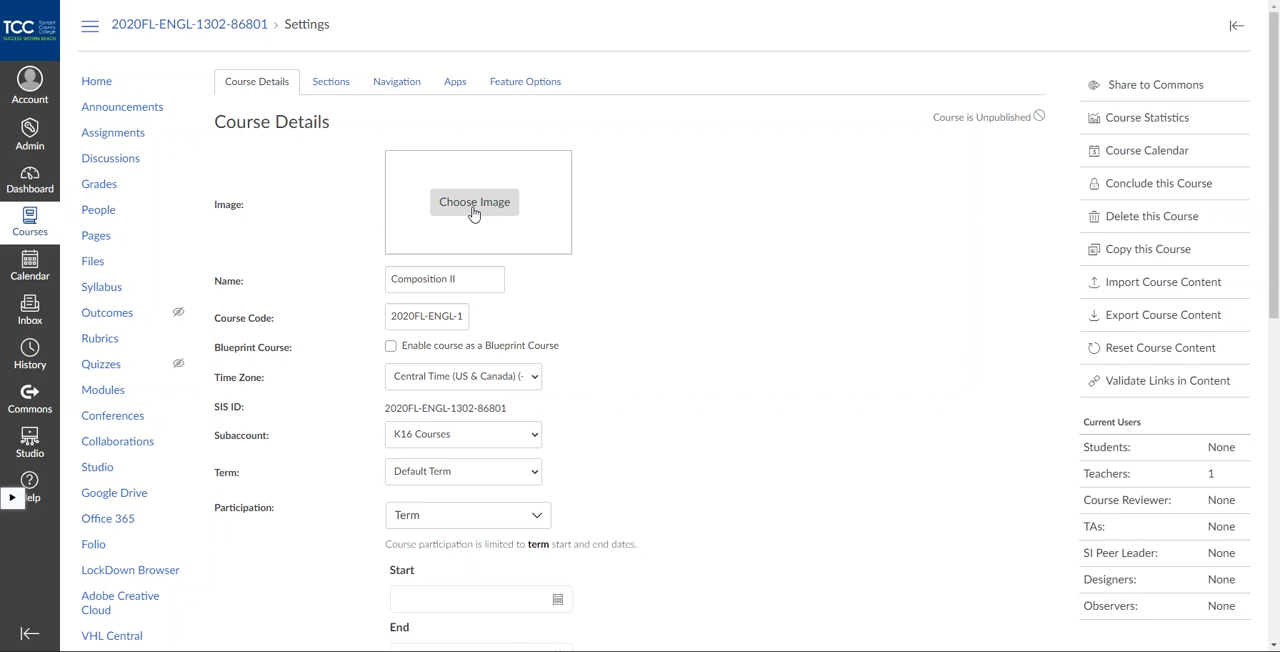 TCC Tarrant County College
SUCCESS WITHIN REACH
2020FL-ENGL-1302-86801 › Settings
Account
Admin
Dashboard
Courses
Calendar
Inbox
History
Commons
Studio
elp
Home
Announcements
Assignments
Discussions
Grades
People
Pages
Files
Syllabus
Outcomes
Rubrics
Quizzes
Modules
Conferences
Collaborations
Studio
Google Drive
Office 365
Folio
LockDown Browser
Adobe Creative
Cloud
VHL Central
Course Details Sections Navigation Apps Feature Options
Course Details
Course is Unpublished
Image: Choose Image
Name: Composition II
Course Code: 2020FL-ENGL-1
Blueprint Course: Enable course as a Blueprint Course
Time Zone: Central Time (US & Canada) (-
SIS ID: 2020FL-ENGL-1302-86801
Subaccount: K16 Courses
Term: Default Term
Participation: Term
Course participation is limited to term start and end dates.
Start
End
Share to Commons
Course Statistics
Course Calendar
Conclude this Course
Delete this Course
Copy this Course
Import Course Content
Export Course Content
Reset Course Content
Validate Links in Content
Current Users
Students: None
Teachers: 1
Course Reviewer: None
TAs: None
SI Peer Leader: None
Designers: None
Observers: None